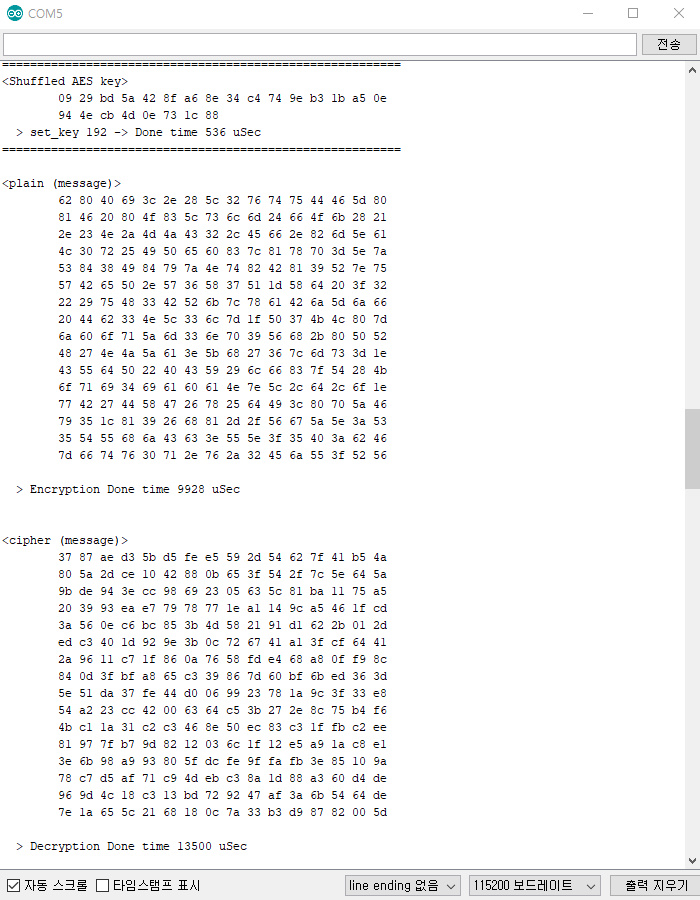 COM5
전송
=========================================================
<Shuffled AES key>
09 29 bd 5a 42 8f a6 8e 34 c4 74 9e b3 1b a5 0e
94 4e cb 4d 0e 73 1c 88
> set_key 192 -> Done time 536 uSec
=========================================================
<plain (message)>
62 80 40 69 3c 2e 28 5c 32 76 74 75 44 46 5d 80
81 46 20 80 4f 83 5c 73 6c 6d 24 66 4f 6b 28 21
2e 23 4e 2a 4d 4a 43 32 2c 45 66 2e 82 6d 5e 61
4c 30 72 25 49 50 65 60 83 7c 81 78 70 3d 5e 7a
53 84 38 49 84 79 7a 4e 74 82 42 81 39 52 7e 75
57 42 65 50 2e 57 36 58 37 51 1d 58 64 20 3f 32
22 29 75 48 33 42 52 6b 7c 78 61 42 6a 5d 6a 66
20 44 62 33 4e 5c 33 6c 7d 1f 50 37 4b 4c 80 7d
6a 60 6f 71 5a 6d 33 6e 70 39 56 68 2b 80 50 52
48 27 4e 4a 5a 61 3e 5b 68 27 36 7c 6d 73 3d 1e
43 55 64 50 22 40 43 59 29 6c 66 83 7f 54 28 4b
6f 71 69 34 69 61 60 61 4e 7e 5c 2c 64 2c 6f 1e
77 42 27 44 58 47 26 78 25 64 49 3c 80 70 5a 46
79 35 1c 81 39 26 68 81 2d 2f 56 67 5a 5e 3a 53
35 54 55 68 6a 43 63 3e 55 5e 3f 35 40 3a 62 46
7d 66 74 76 30 71 2e 76 2a 32 45 6a 55 3f 52 56
> Encryption Done time 9928 uSec
<cipher (message)>
37 87 ae d3 5b d5 fe e5 59 2d 54 62 7f 41 b5 4a
80 5a 2d ce 10 42 88 0b 65 3f 54 2f 7c 5e 64 5a
9b de 94 3e cc 98 69 23 05 63 5c 81 ba 11 75 a5
20 39 93 ea e7 79 78 77 1e a1 14 9c a5 46 1f cd
3a 56 0e c6 bc 85 3b 4d 58 21 91 d1 62 2b 01 2d
ed c3 40 1d 92 9e 3b 0c 72 67 41 a1 3f cf 64 41
2a 96 11 c7 1f 86 0a 76 58 fd e4 68 a8 0f f9 8c
84 0d 3f bf a8 65 c3 39 86 7d 60 bf 6b ed 36 3d
5e 51 da 37 fe 44 d0 06 99 23 78 1a 9c 3f 33 e8
54 a2 23 cc 42 00 63 64 c5 3b 27 2e 8c 75 b4 f6
4b c1 1a 31 c2 c3 46 8e 50 ec 83 c3 1f fb c2 ee
81 97 7f b7 9d 82 12 03 6c 1f 12 e5 a9 1a c8 e1
3e 6b 98 a9 93 80 5f dc fe 9f fa fb 3e 85 10 9a
78 c7 d5 af 71 c9 4d eb c3 8a 1d 88 a3 60 d4 de
96 9d 4c 18 c3 13 bd 72 92 47 af 3a 6b 54 64 de
7e 1a 65 5c 21 68 18 0c 7a 33 b3 d9 87 82 00 5d
> Decryption Done time 13500 uSec
자동 스크롤 타임스탬프 표시 line ending 없음 115200 보드레이트 출력 지우기